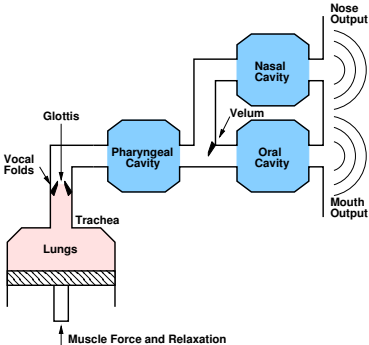 Nose
Output
Nasal
Cavity
Glottis
Velum
Vocal
Folds
Pharyngeal
Cavity
Oral
Cavity
Trachea
Mouth
Output
Lungs
Muscle Force and Relaxation